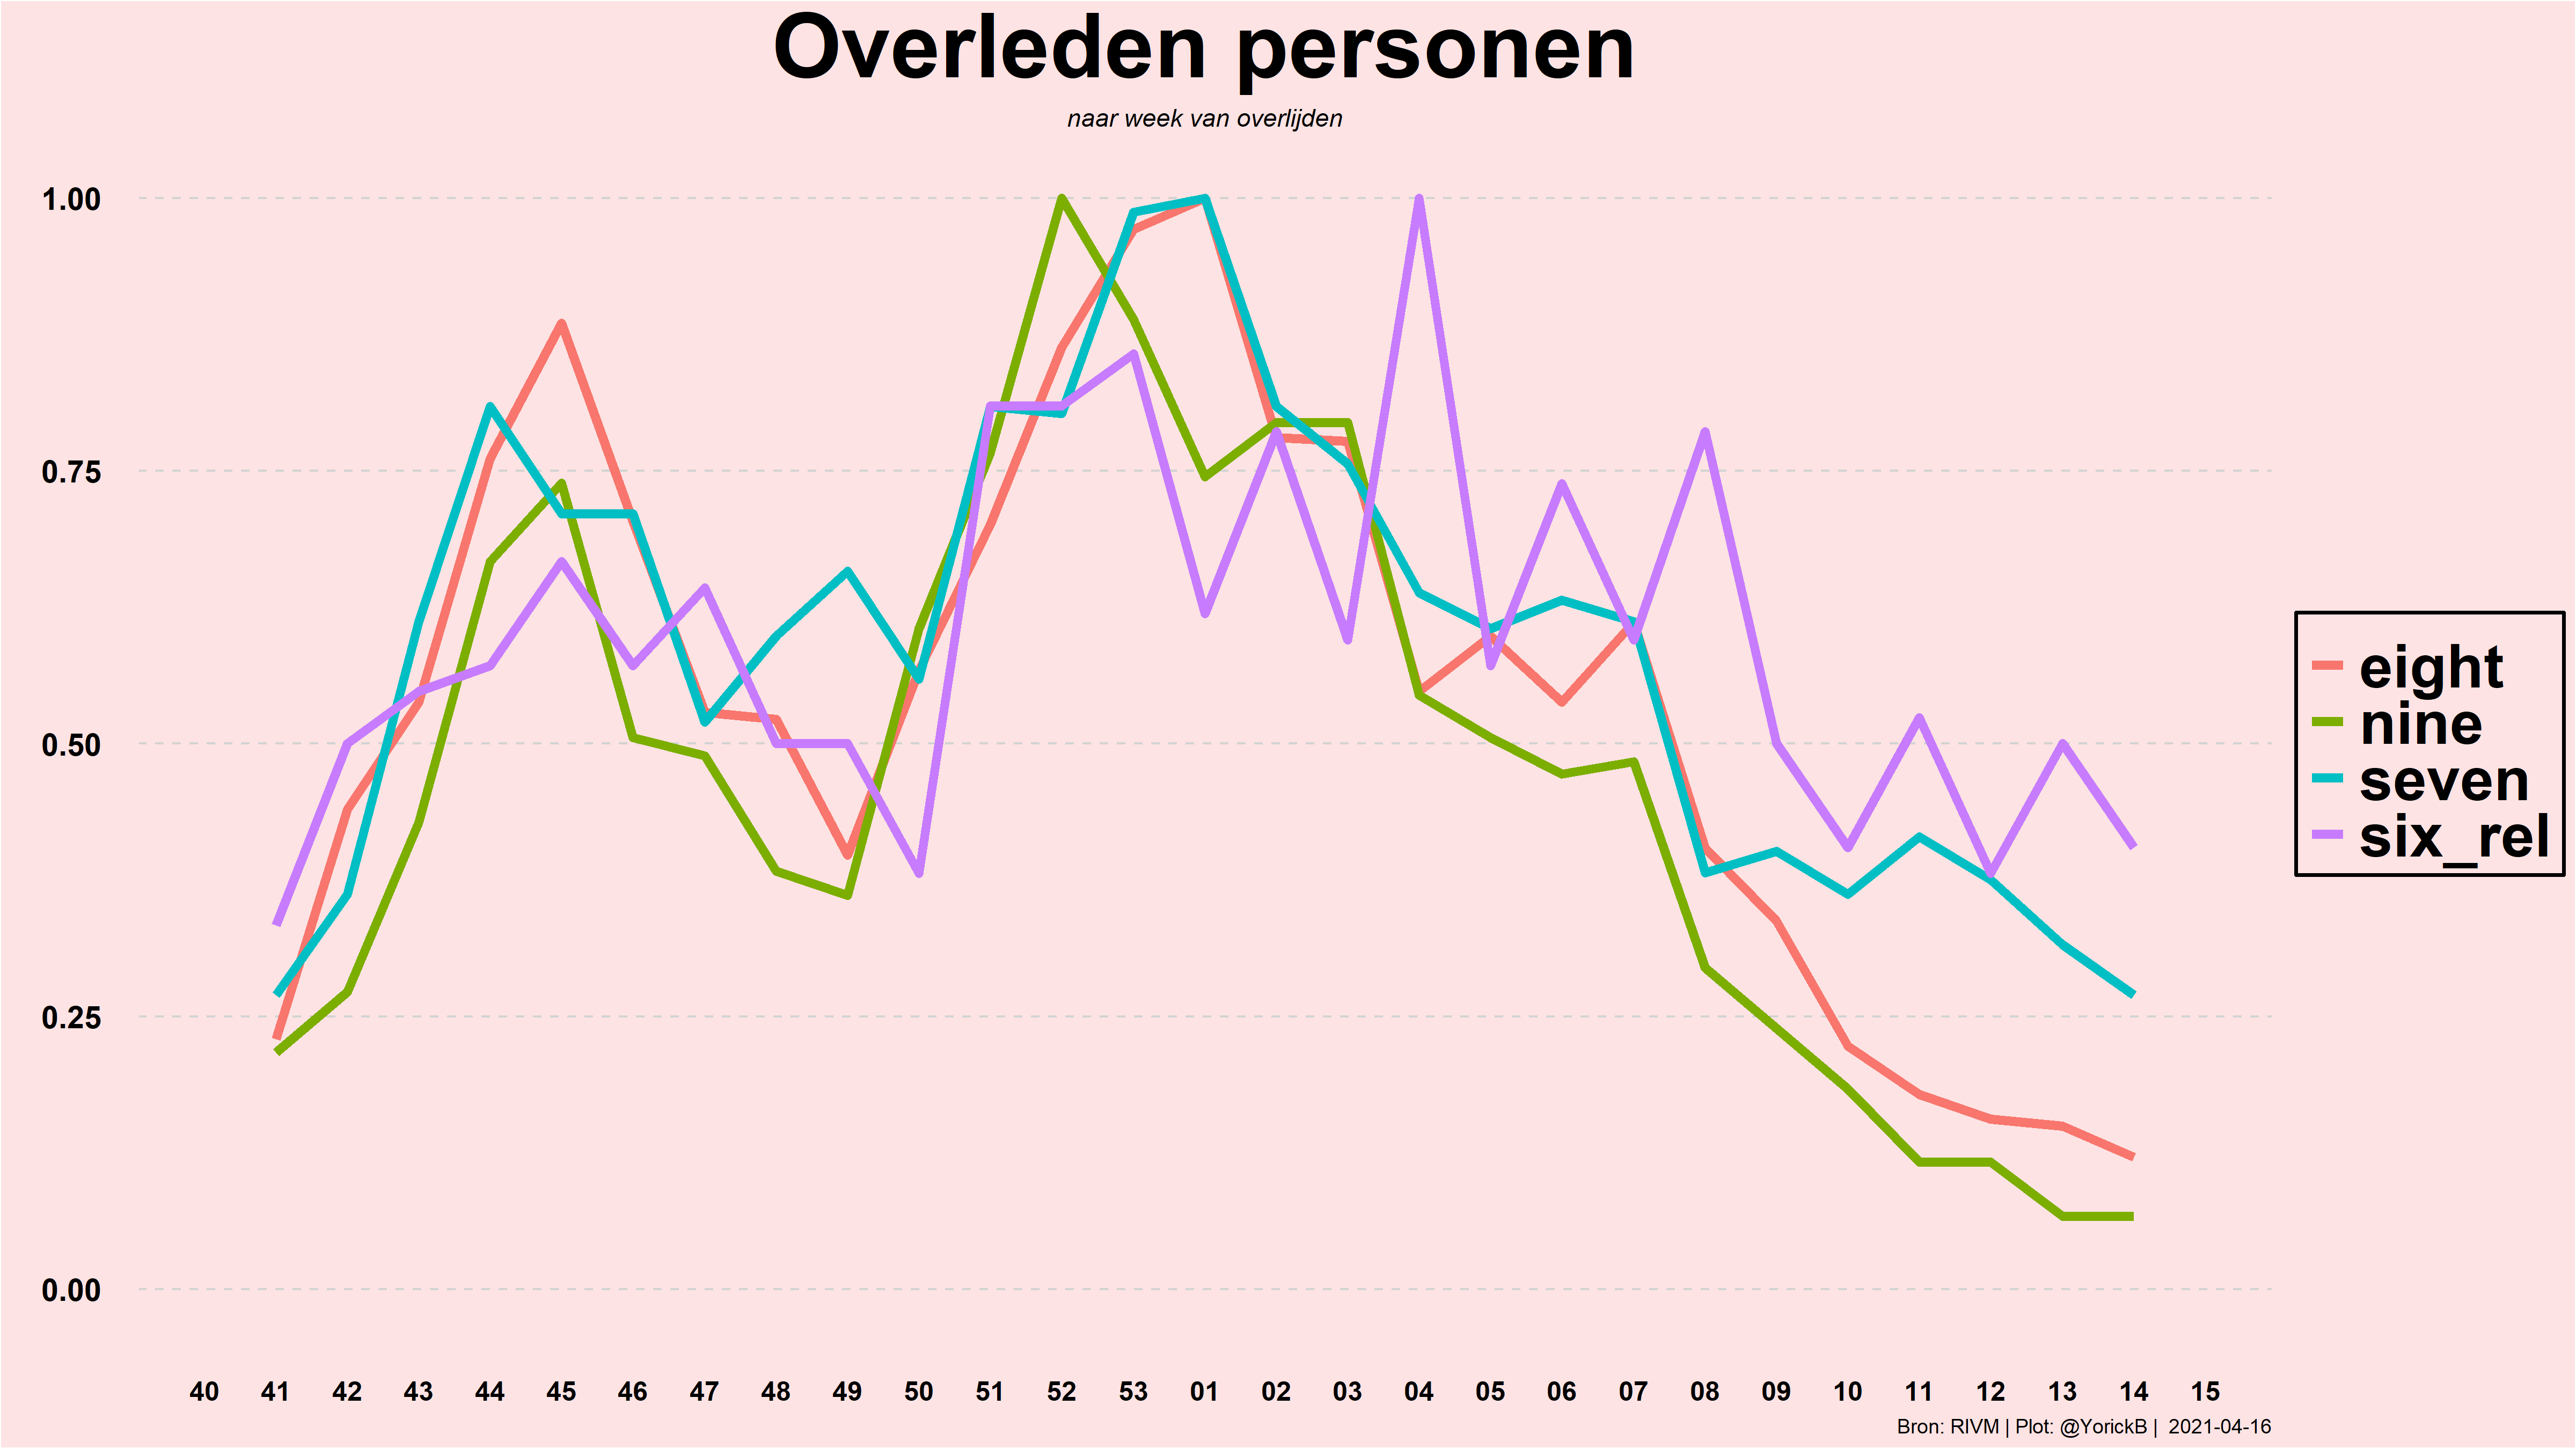 Overleden personen
naar week van overlijden
1.00
0.75
0.50
0.25
0.00
eight
nine
seven
six_rel
40 41 42 43 44 45 46 47 48 49 50 51 52 53 01 02 03 04 05 06 07 08 09 10 11 12 13 14 15
Bron: RIVM | Plot: @YorickB | 2021-04-16